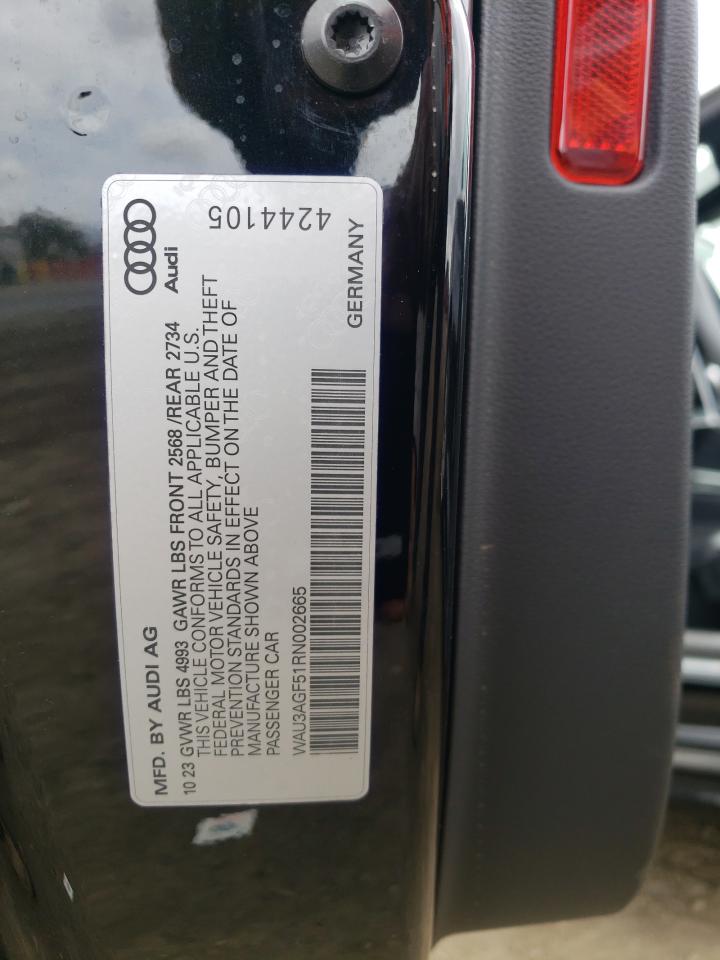 MFD. BY AUDI AG
10 23 GVWR LBS 4993 GAWR LBS FRONT 2568 /REAR 2734
THIS VEHICLE CONFORMS TO ALL APPLICABLE U.S.
FEDERAL MOTOR VEHICLE SAFETY, BUMPER AND THEFT
PREVENTION STANDARDS IN EFFECT ON THE DATE OF
MANUFACTURE SHOWN ABOVE
PASSENGER CAR
WAU3AGF51RN002665
Audi
4244105
GERMANY